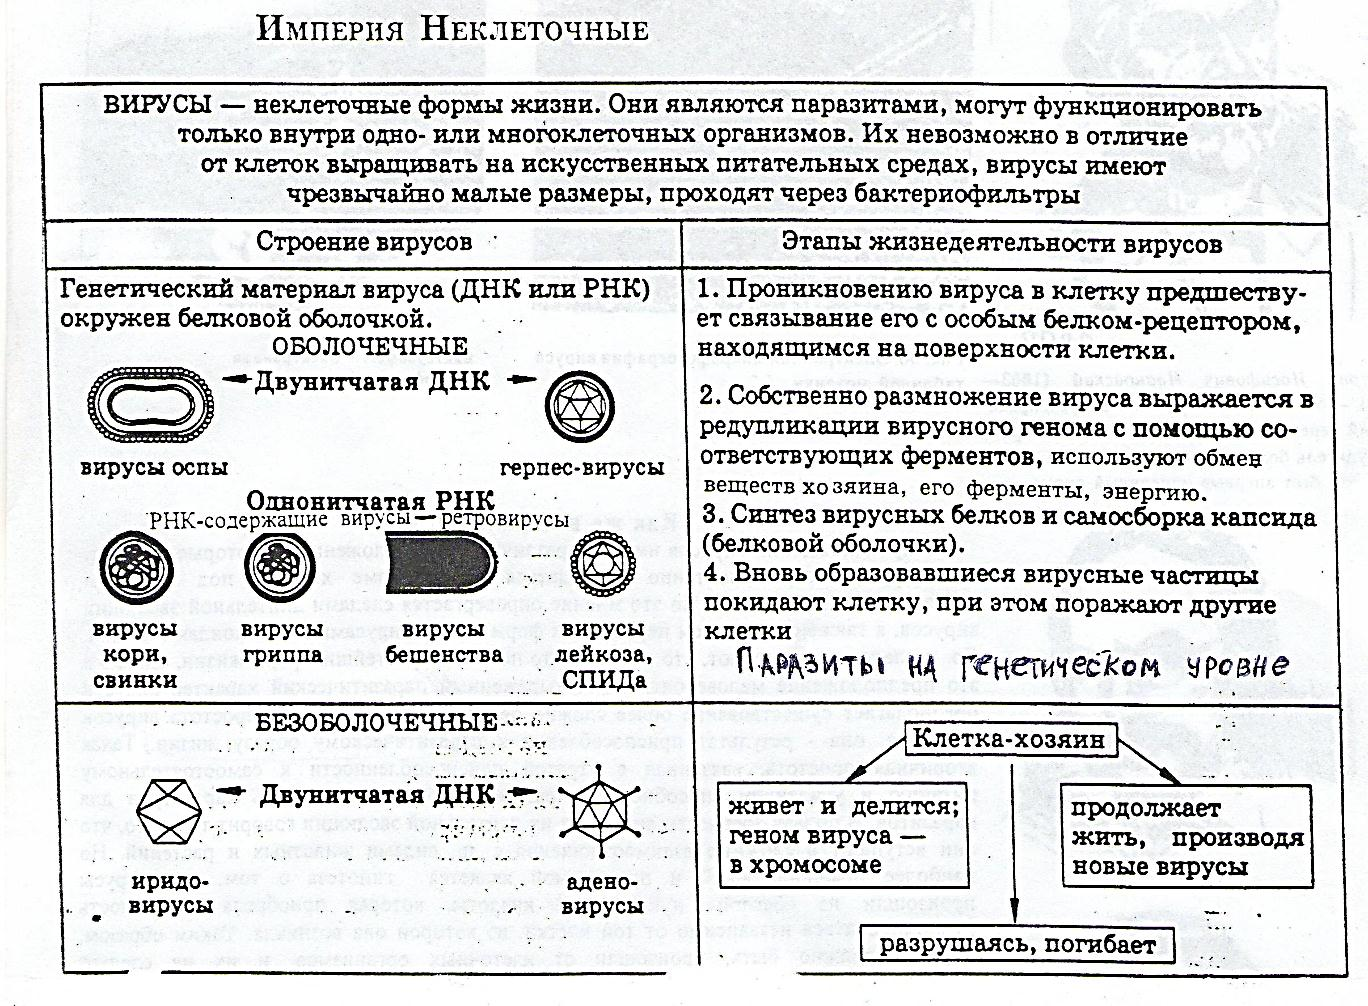 Империя Неклеточные
ВИРУСЫ — неклеточные формы жизни. Они являются паразитами, могут функционировать
только внутри одно- или многоклеточных организмов. Их невозможно в отличие
от клеток выращивать на искусственных питательных средах, вирусы имеют
чрезвычайно малые размеры, проходят через бактериофильтры
Строение вирусов
Генетический материал вируса (ДНК или РНК)
окружен белковой оболочкой.
ОБОЛОЧЕЧНЫЕ
Двунитчатая ДНК
вирусы оспы
герпес-вирусы
Однонитчатая РНК
РНК-содержащие вирусы — ретровирусы
вирусы
кори,
свинки
вирусы
гриппа
вирусы
бешенства
вирусы
лейкоза,
СПИДа
БЕЗОБОЛОЧЕЧНЫЕ
Двунитчатая ДНК
иридо-
вирусы
адено-
вирусы
Этапы жизнедеятельности вирусов
1. Проникновению вируса в клетку предшеству-
ет связывание его с особым белком-рецептором,
находящимся на поверхности клетки.
2. Собственно размножение вируса выражается в
редупликации вирусного генома с помощью со-
ответствующих ферментов, используют обмен
веществ хозяина, его ферменты, энергию.
3. Синтез вирусных белков и самосборка капсида
(белковой оболочки).
4. Вновь образовавшиеся вирусные частицы
покидают клетку, при этом поражают другие
клетки
Паразиты на генетическом уровне
Клетка-хозяин
живет и делится;
геном вируса —
в хромосоме
продолжает
жить, производя
новые вирусы
разрушаясь, погибает